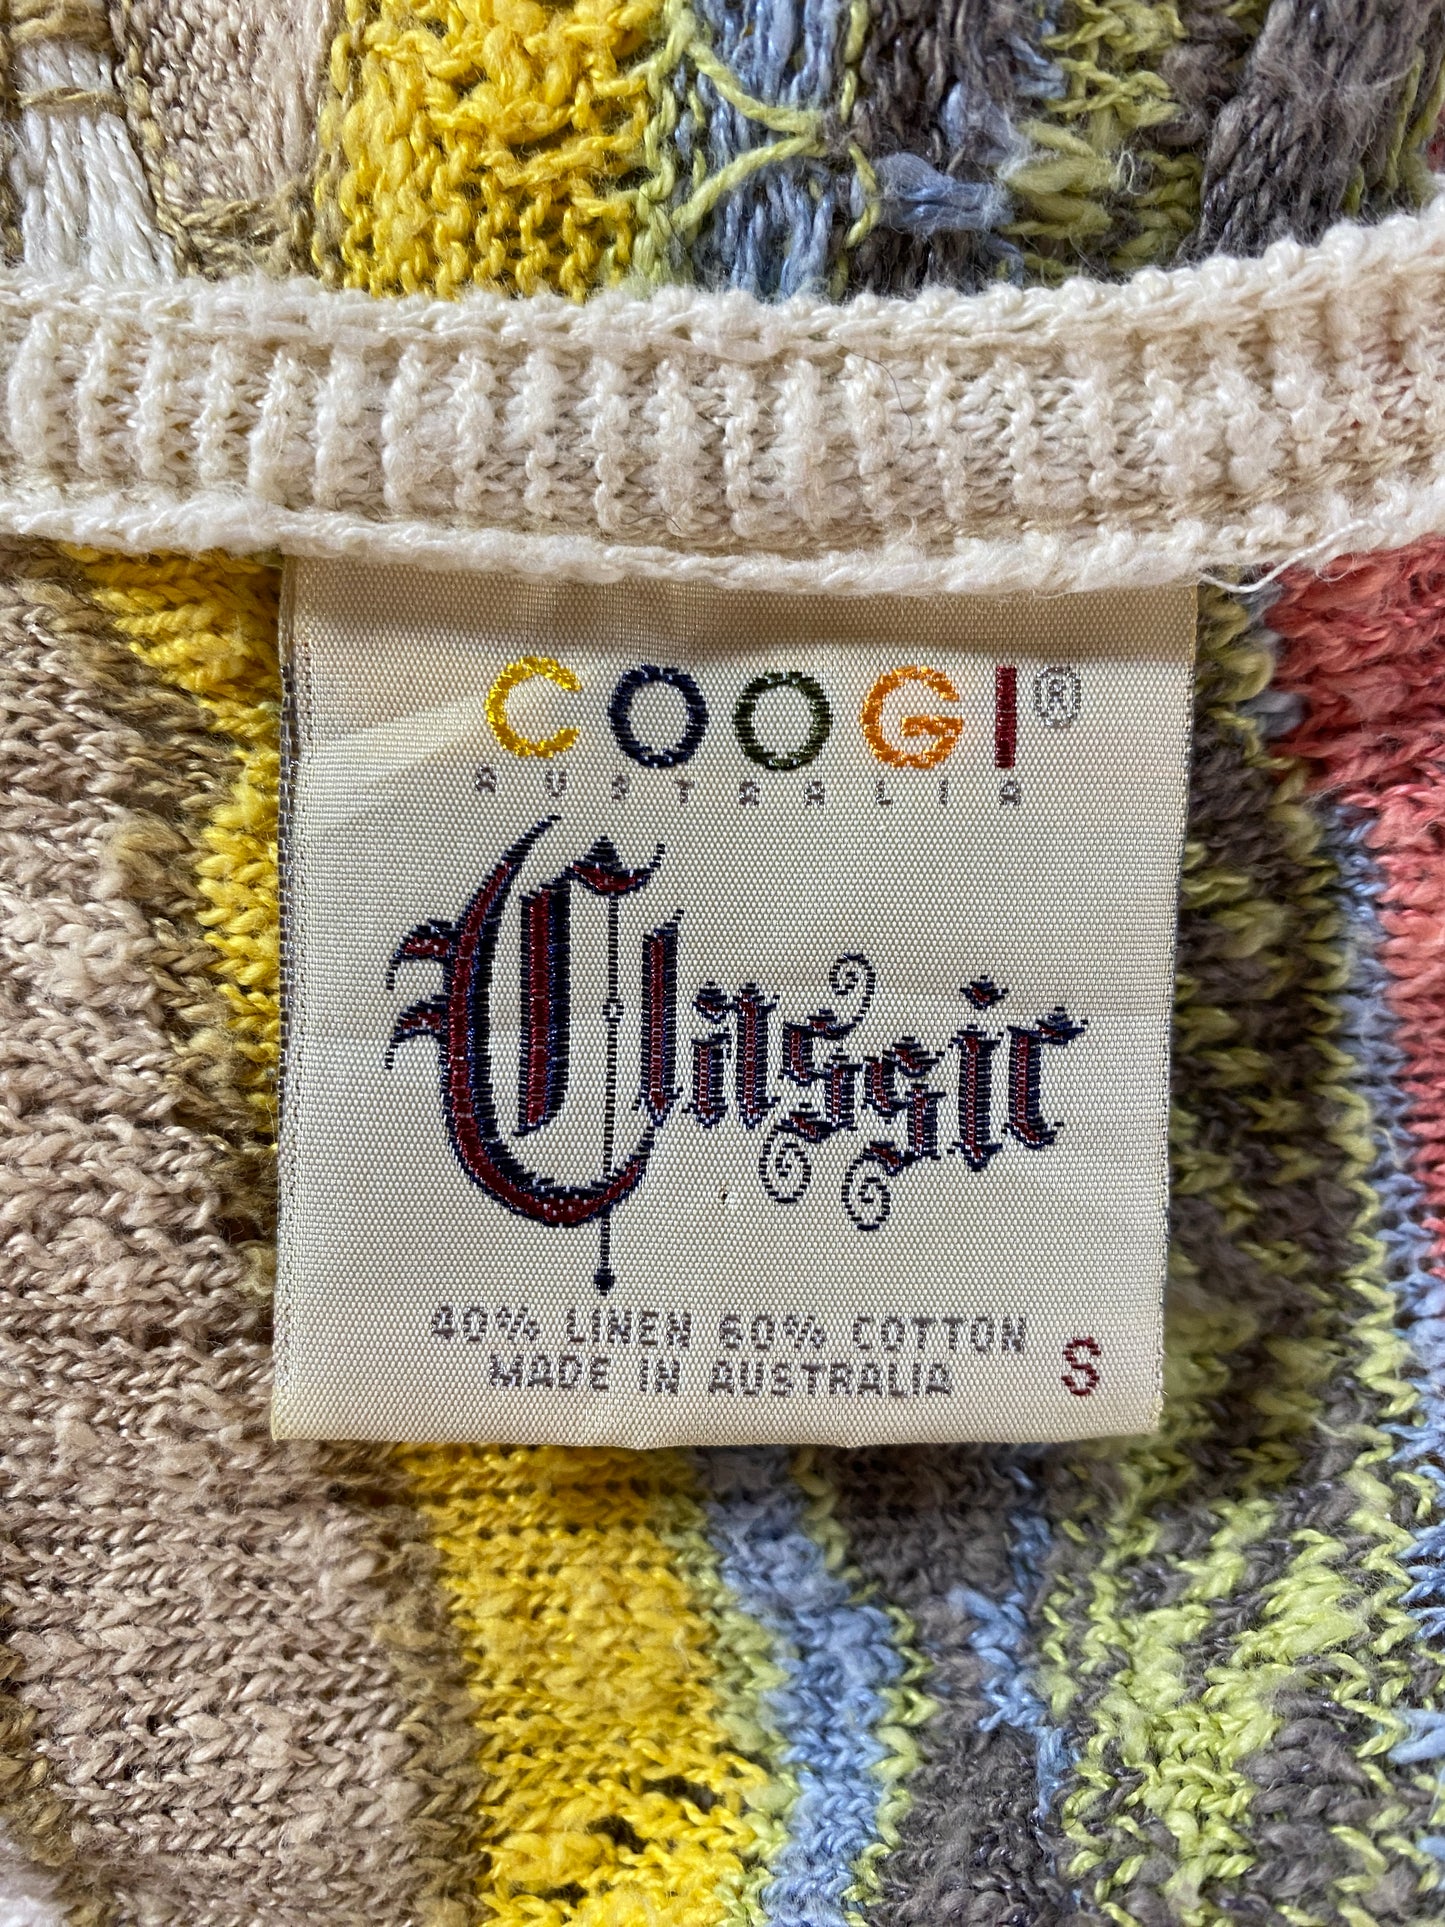 COOGI®
AUSTRALIA
Classic
40% LINEN 60% COTTON
MADE IN AUSTRALIA S